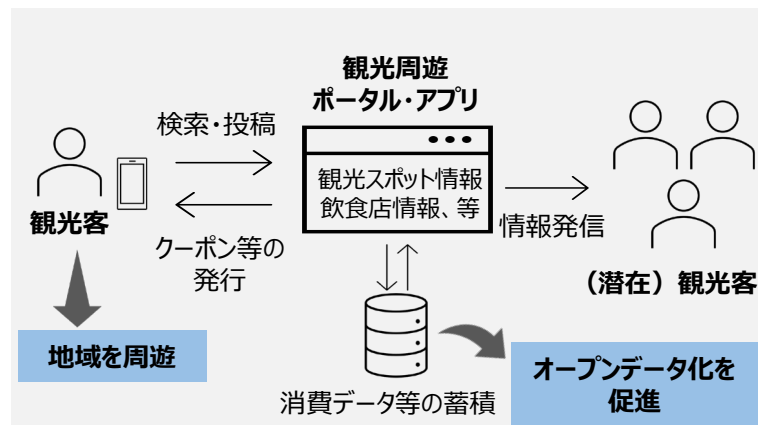 観光周遊
ポータル・アプリ
検索・投稿
観光スポット情報
飲食店情報、等
観光客
クーポン等の
発行
情報発信
（潜在）観光客
地域を周遊
消費データ等の蓄積
オープンデータ化を
促進